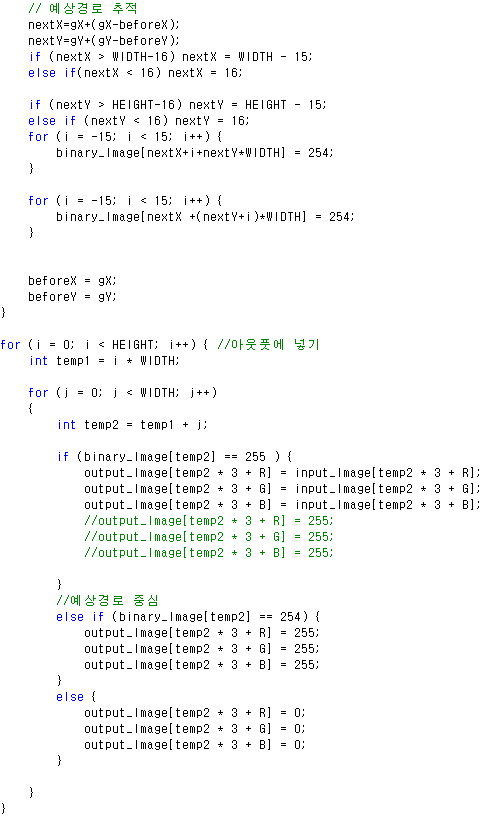 // 예상경로 추적
nextX=gX+(gX-beforeX);
nextY=gY+(gY-beforeY);
if (nextX > WIDTH-16) nextX = WIDTH - 15;
else if(nextX < 16) nextX = 16;
if (nextY > HEIGHT-16) nextY = HEIGHT - 15;
else if (nextY < 16) nextY = 16;
for (i = -15; i < 15; i++) {
binary_Image[nextX+i+nextY*WIDTH] = 254;
}
for (i = -15; i < 15; i++) {
binary_Image[nextX +(nextY+i)*WIDTH] = 254;
}
beforeX = gX;
beforeY = gY;
}
for (i = 0; i < HEIGHT; i++) { //아웃풋에 넣기
int temp1 = i * WIDTH;
for (j = 0; j < WIDTH; j++)
{
int temp2 = temp1 + j;
if (binary_Image[temp2] == 255 ) {
output_Image[temp2 * 3 + R] = input_Image[temp2 * 3 + R];
output_Image[temp2 * 3 + G] = input_Image[temp2 * 3 + G];
output_Image[temp2 * 3 + B] = input_Image[temp2 * 3 + B];
//output_Image[temp2 * 3 + R] = 255;
//output_Image[temp2 * 3 + G] = 255;
//output_Image[temp2 * 3 + B] = 255;
}
//예상경로 중심
else if (binary_Image[temp2] == 254) {
output_Image[temp2 * 3 + R] = 255;
output_Image[temp2 * 3 + G] = 255;
output_Image[temp2 * 3 + B] = 255;
}
else {
output_Image[temp2 * 3 + R] = 0;
output_Image[temp2 * 3 + G] = 0;
output_Image[temp2 * 3 + B] = 0;
}
}
}